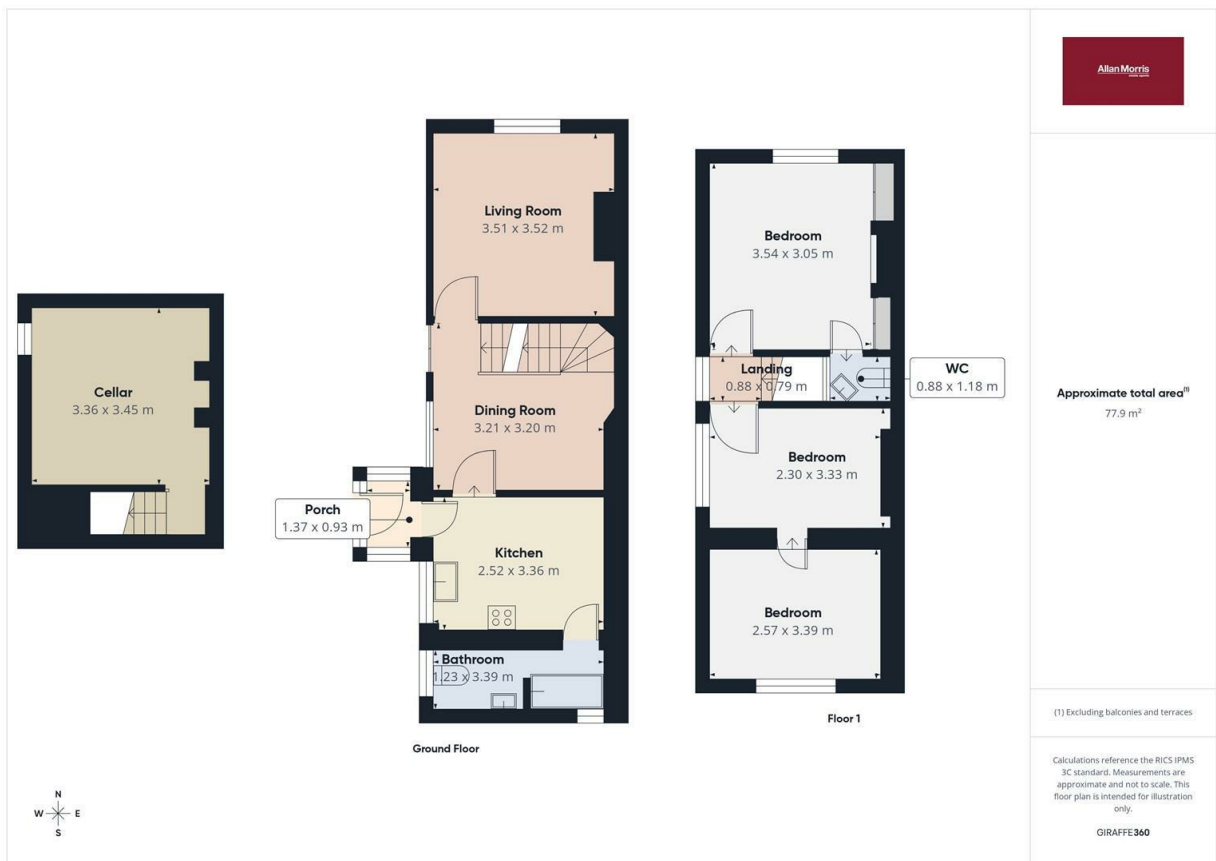 Allan Morris
estate agents
Living Room
3.51 x 3.52 m
Bedroom
3.54 x 3.05 m
Cellar
3.36 x 3.45 m
Landing
0.88 x 0.79 m
WC
0.88 x 1.18 m
Dining Room
3.21 x 3.20 m
Bedroom
2.30 x 3.33 m
Porch
1.37 x 0.93 m
Kitchen
2.52 x 3.36 m
Bedroom
2.57 x 3.39 m
Bathroom
1.23 x 3.39 m
Ground Floor
Floor 1
N
W E
S
Approximate total area(1)
77.9 m²
(1) Excluding balconies and terraces
Calculations reference the RICS IPMS
3C standard. Measurements are
approximate and not to scale. This
floor plan is intended for illustration
only.
GIRAFFE360